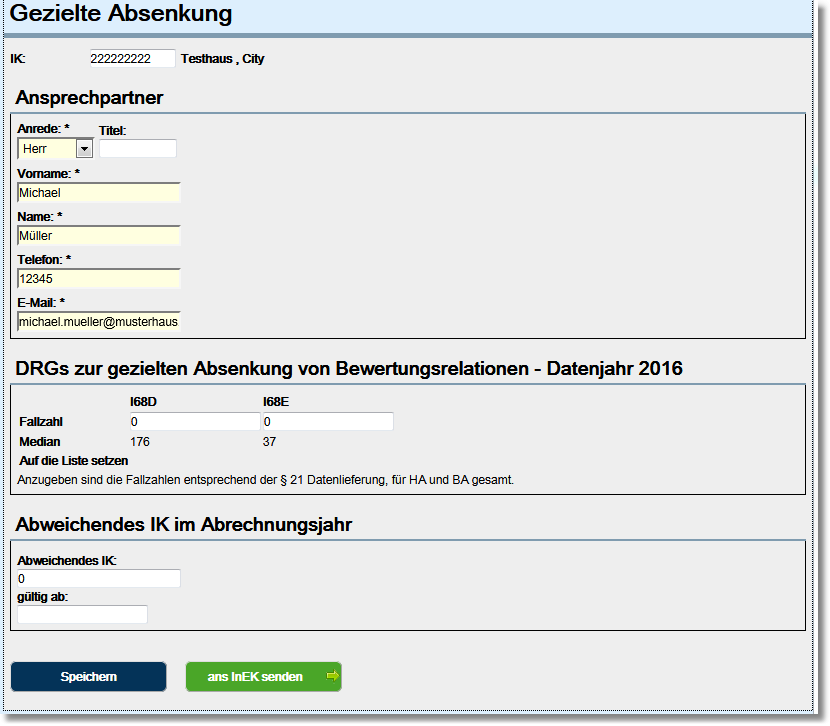 Gezielte Absenkung
IK: 222222222 Testhaus , City
Ansprechpartner
Anrede: * Titel:
Herr
Vorname: *
Michael
Name: *
Müller
Telefon: *
12345
E-Mail: *
michael.mueller@musterhaus
DRGs zur gezielten Absenkung von Bewertungsrelationen - Datenjahr 2016
I68D I68E
Fallzahl 0 0
Median 176 37
Auf die Liste setzen
Anzugeben sind die Fallzahlen entsprechend der § 21 Datenlieferung, für HA und BA gesamt.
Abweichendes IK im Abrechnungsjahr
Abweichendes IK:
0
gültig ab:
Speichern ans InEK senden